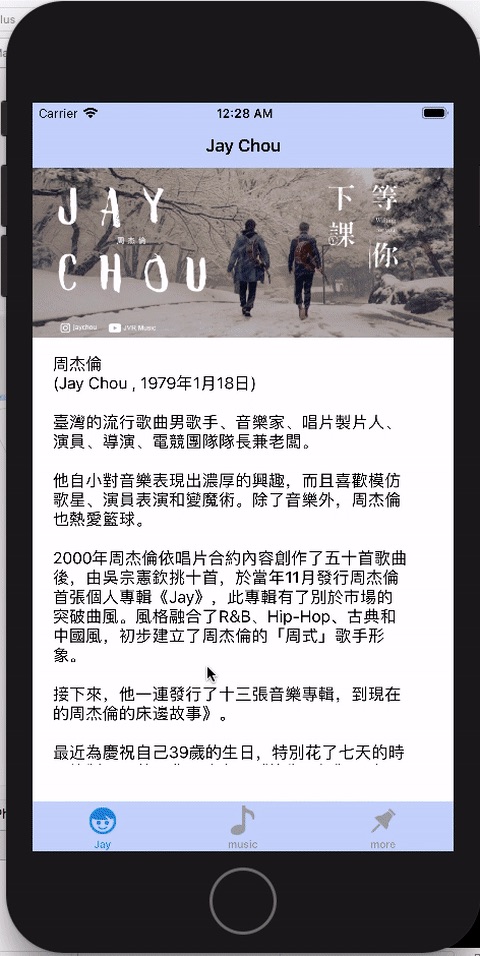 Carrier
12:28 AM
Jay Chou
JAY
周杰倫
CHOU
等你
下課
jaychou
JVR Music
周杰倫
(Jay Chou , 1979年1月18日)
臺灣的流行歌曲男歌手、音樂家、唱片製片人、
演員、導演、電競團隊隊長兼老闆。
他自小對音樂表現出濃厚的興趣，而且喜歡模仿
歌星、演員表演和變魔術。除了音樂外，周杰倫
也熱愛籃球。
2000年周杰倫依唱片合約內容創作了五十首歌曲
後，由吳宗憲欽挑十首，於當年11月發行周杰倫
首張個人專輯《Jay》，此專輯有了別於市場的
突破曲風。風格融合了R&B、Hip-Hop、古典和
中國風，初步建立了周杰倫的「周式」歌手形
象。
接下來，他一連發行了十三張音樂專輯，到現在
的周杰倫的床邊故事》。
最近為慶祝自己39歲的生日，特別花了七天的時
Jay
music
more